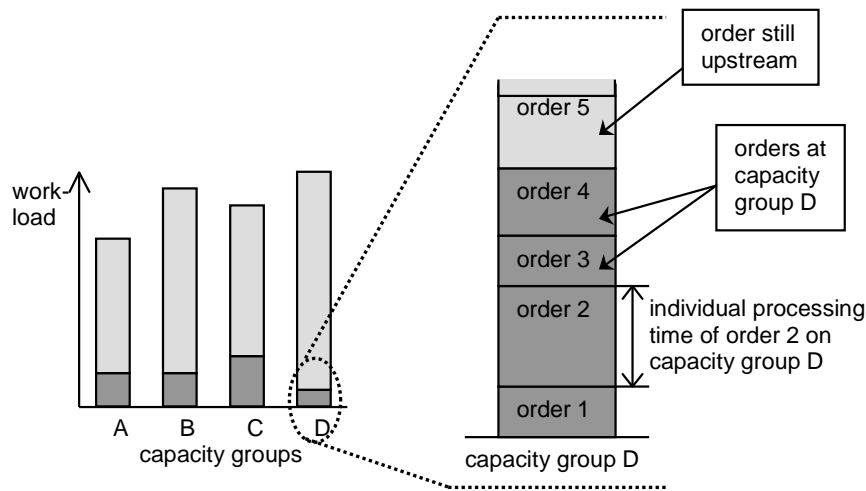 work-
load
A B C D
capacity groups
order still
upstream
order 5
orders at
capacity
group D
order 4
order 3
order 2
individual processing
time of order 2 on
capacity group D
order 1
capacity group D